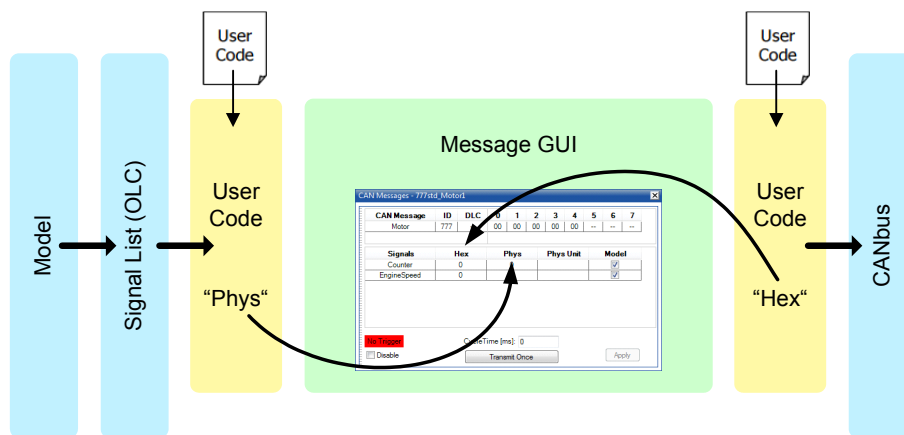 User
Code
User
Code
Model
Signal List (OLC)
User
Code
“Phys“
Message GUI
CAN Messages - 777std_Motor1
CAN Message ID DLC 0 1 2 3 4 5 6 7
Motor 777 00 00 00 00 00 -- -- --
Signals Hex Phys Phys Unit Model
Counter 0
EngineSpeed 0
No Trigger
CycleTime [ms]: 0
Disable
Transmit Once
Apply
User
Code
“Hex“
CANbus